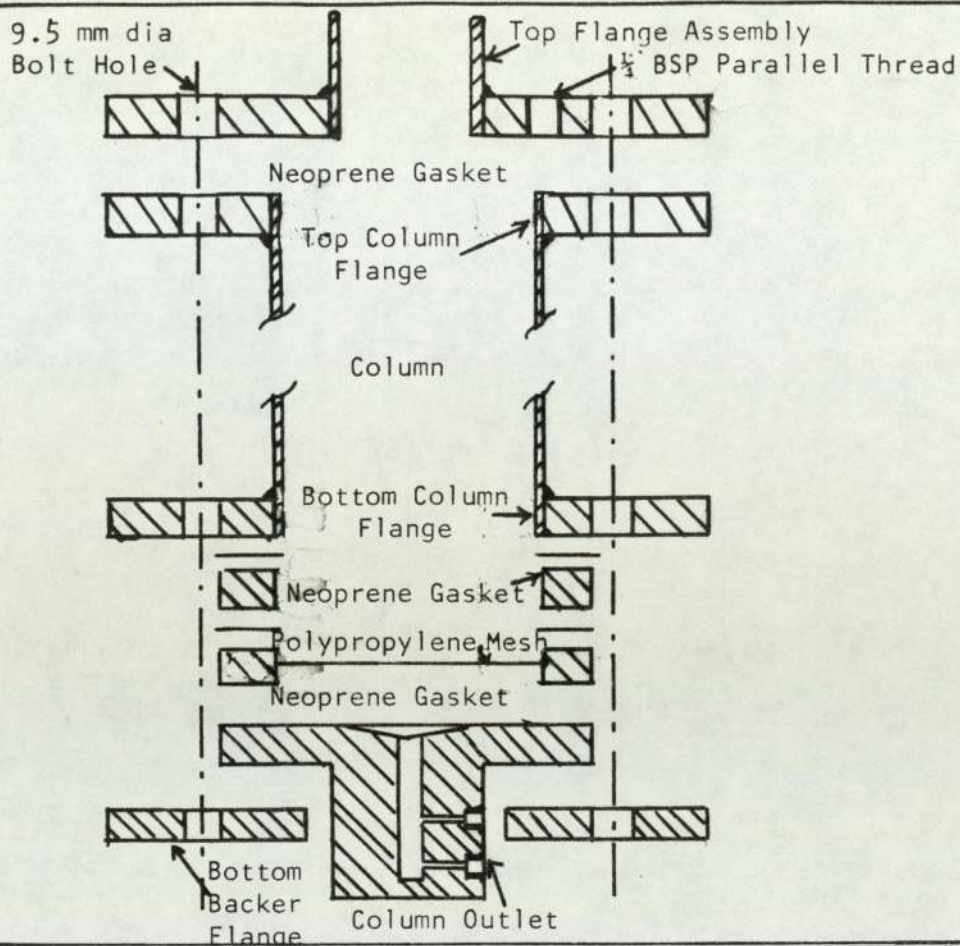 9.5 mm dia
Bolt Hole
Top Flange Assembly
¼" BSP Parallel Thread
Neoprene Gasket
Top Column
Flange
Column
Bottom Column
Flange
Neoprene Gasket
Polypropylene Mesh
Neoprene Gasket
Bottom
Backer
Flange
Column Outlet